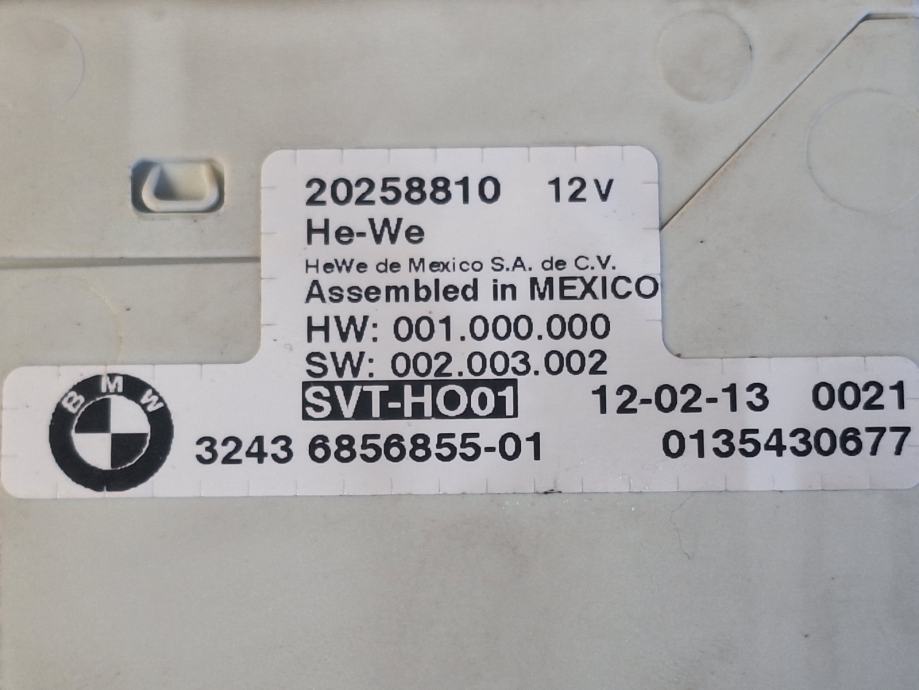 20258810 12V
He-We
HeWe de Mexico S.A. de C.V.
Assembled in MEXICO
HW: 001.000.000
SW: 002.003.002
SVT-HO01 12-02-13 0021
BMW
3243 6856855-01 0135430677